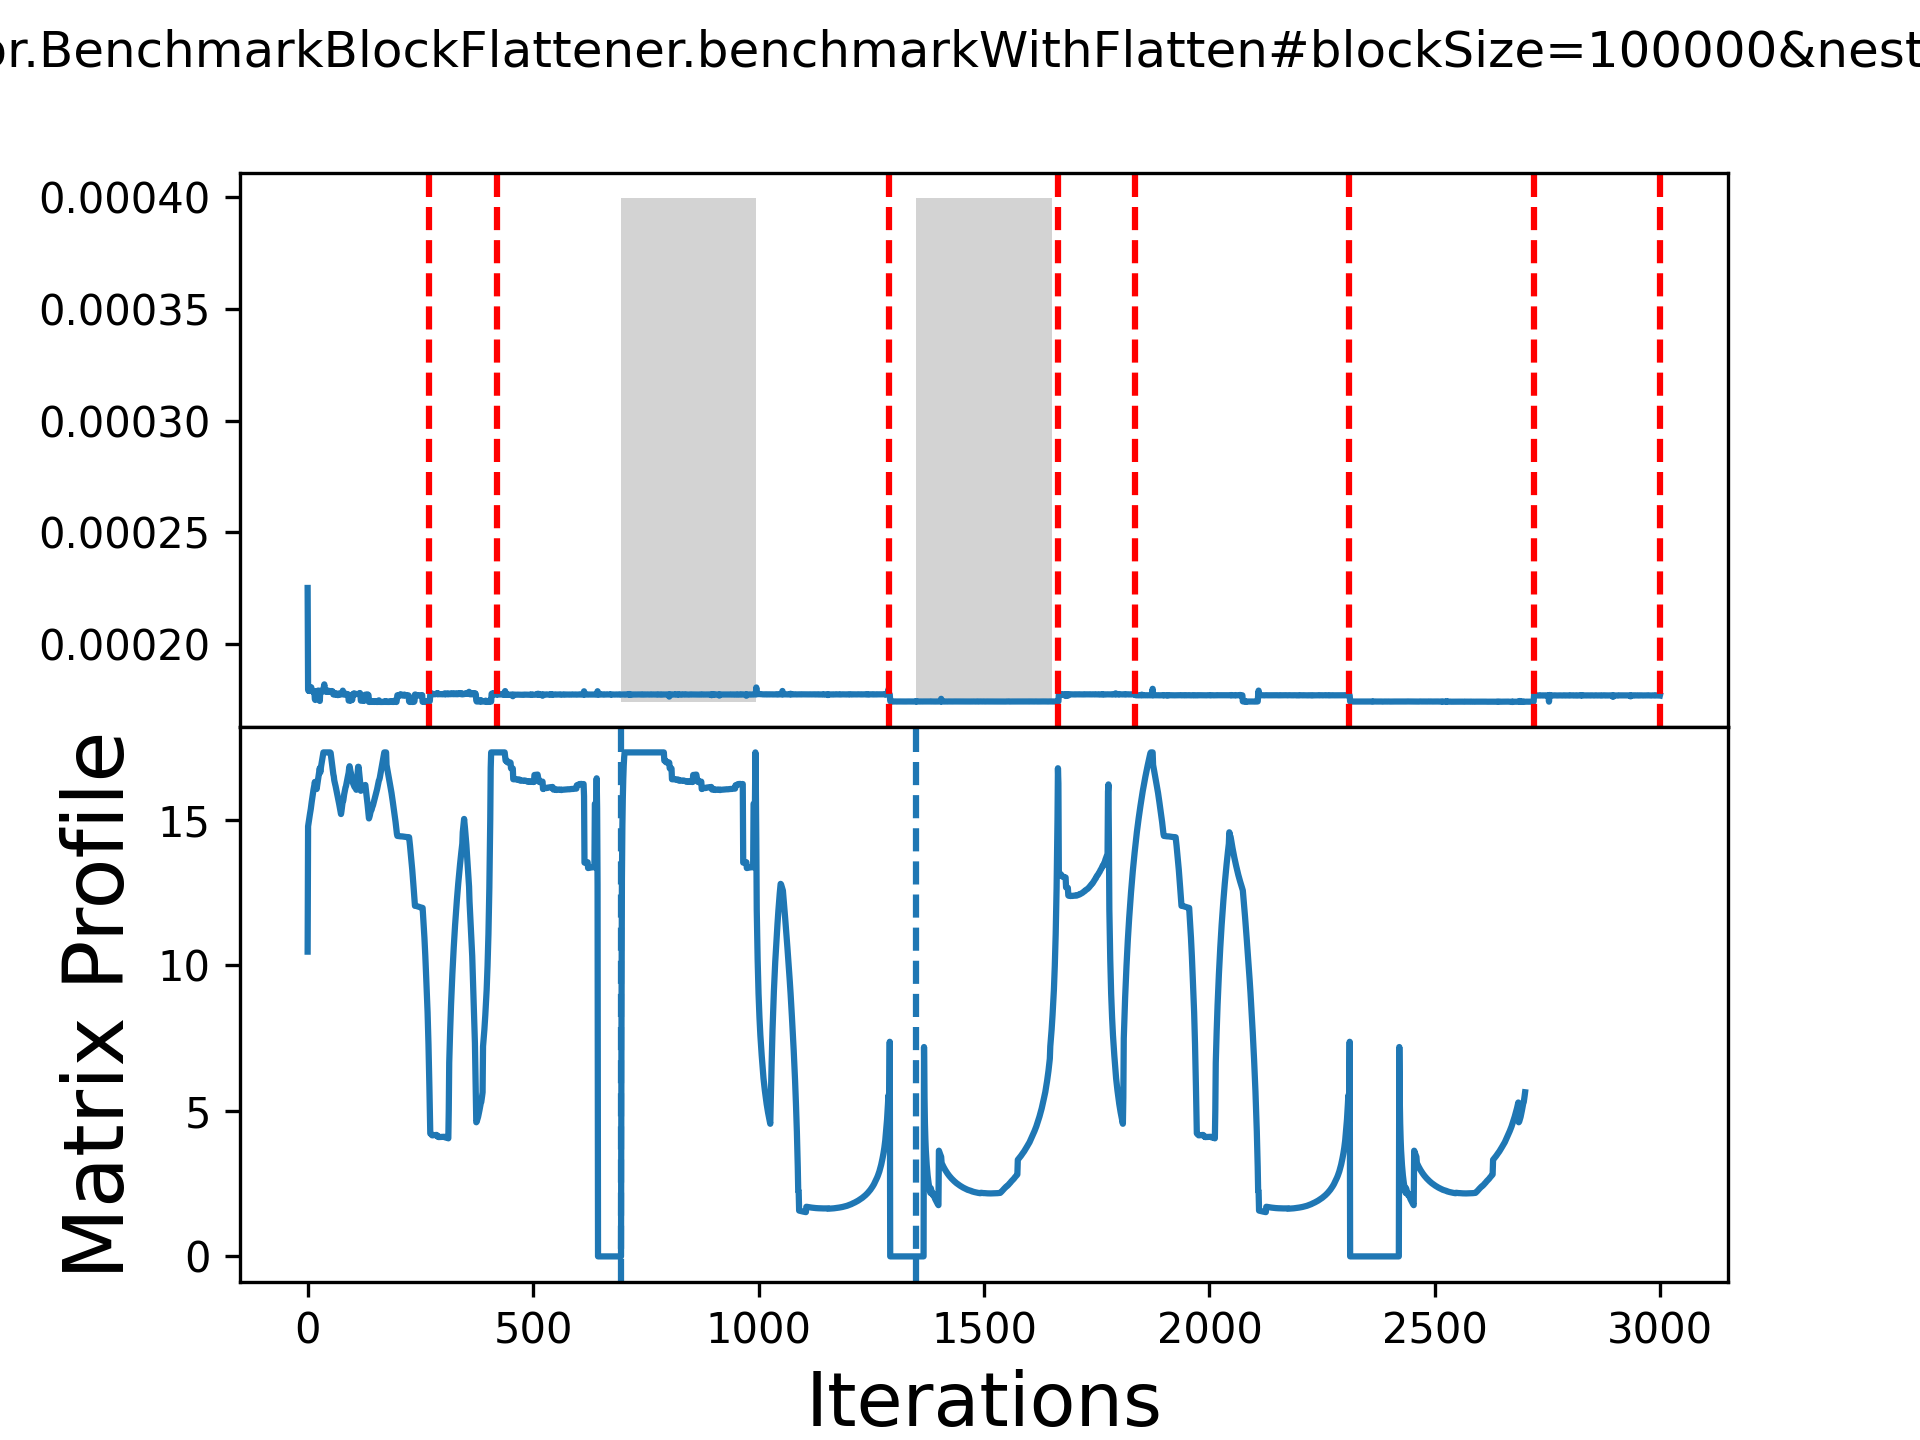 or.BenchmarkBlockFlattener.benchmarkWithFlatten#blockSize=100000&nest
0.00040
0.00035
0.00030
0.00025
0.00020
Matrix Profile
15
10
5
0
0 500 1000 1500 2000 2500 3000
Iterations